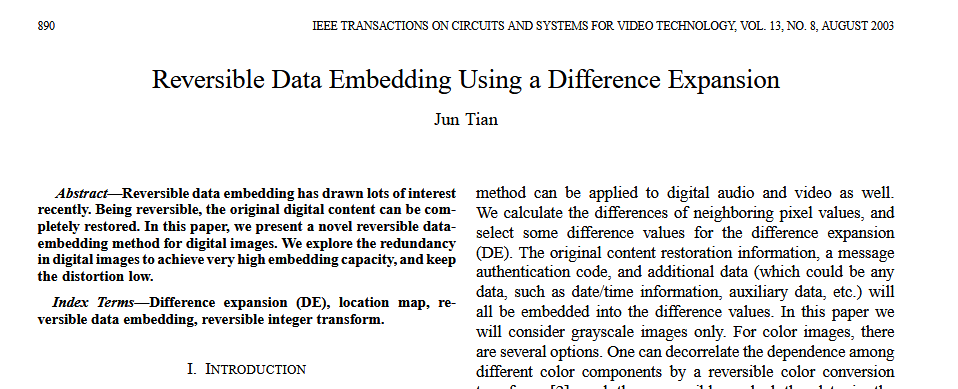 890
IEEE TRANSACTIONS ON CIRCUITS AND SYSTEMS FOR VIDEO TECHNOLOGY, VOL. 13, NO. 8, AUGUST 2003
Reversible Data Embedding Using a Difference Expansion
Jun Tian
Abstract—Reversible data embedding has drawn lots of interest
recently. Being reversible, the original digital content can be com-
pletely restored. In this paper, we present a novel reversible data-
embedding method for digital images. We explore the redundancy
in digital images to achieve very high embedding capacity, and keep
the distortion low.
Index Terms—Difference expansion (DE), location map, re-
versible data embedding, reversible integer transform.
I. INTRODUCTION
method can be applied to digital audio and video as well.
We calculate the differences of neighboring pixel values, and
select some difference values for the difference expansion
(DE). The original content restoration information, a message
authentication code, and additional data (which could be any
data, such as date/time information, auxiliary data, etc.) will
all be embedded into the difference values. In this paper we
will consider grayscale images only. For color images, there
are several options. One can decorrelate the dependence among
different color components by a reversible color conversion